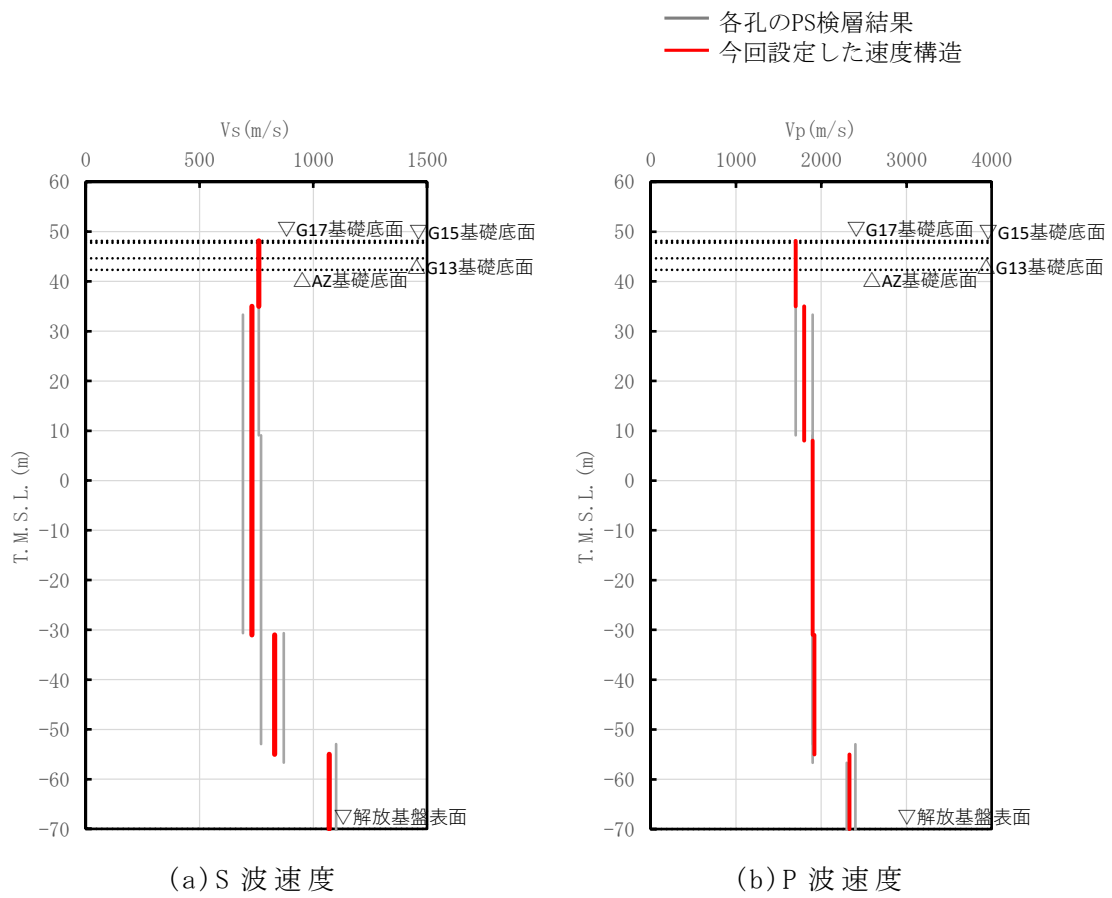 各孔のPS検層結果
今回設定した速度構造
Vs(m/s)
0 500 1000 1500
60
50
40
30
20
10
0
-10
-20
-30
-40
-50
-60
-70
T.M.S.L.(m)
▽G17基礎底面
▽G15基礎底面
△G13基礎底面
△AZ基礎底面
▽解放基盤表面
(a)S 波速度
Vp(m/s)
0 1000 2000 3000 4000
60
50
40
30
20
10
0
-10
-20
-30
-40
-50
-60
-70
T.M.S.L.(m)
▽G17基礎底面
▽G15基礎底面
△G13基礎底面
△AZ基礎底面
▽解放基盤表面
(b)P 波速度